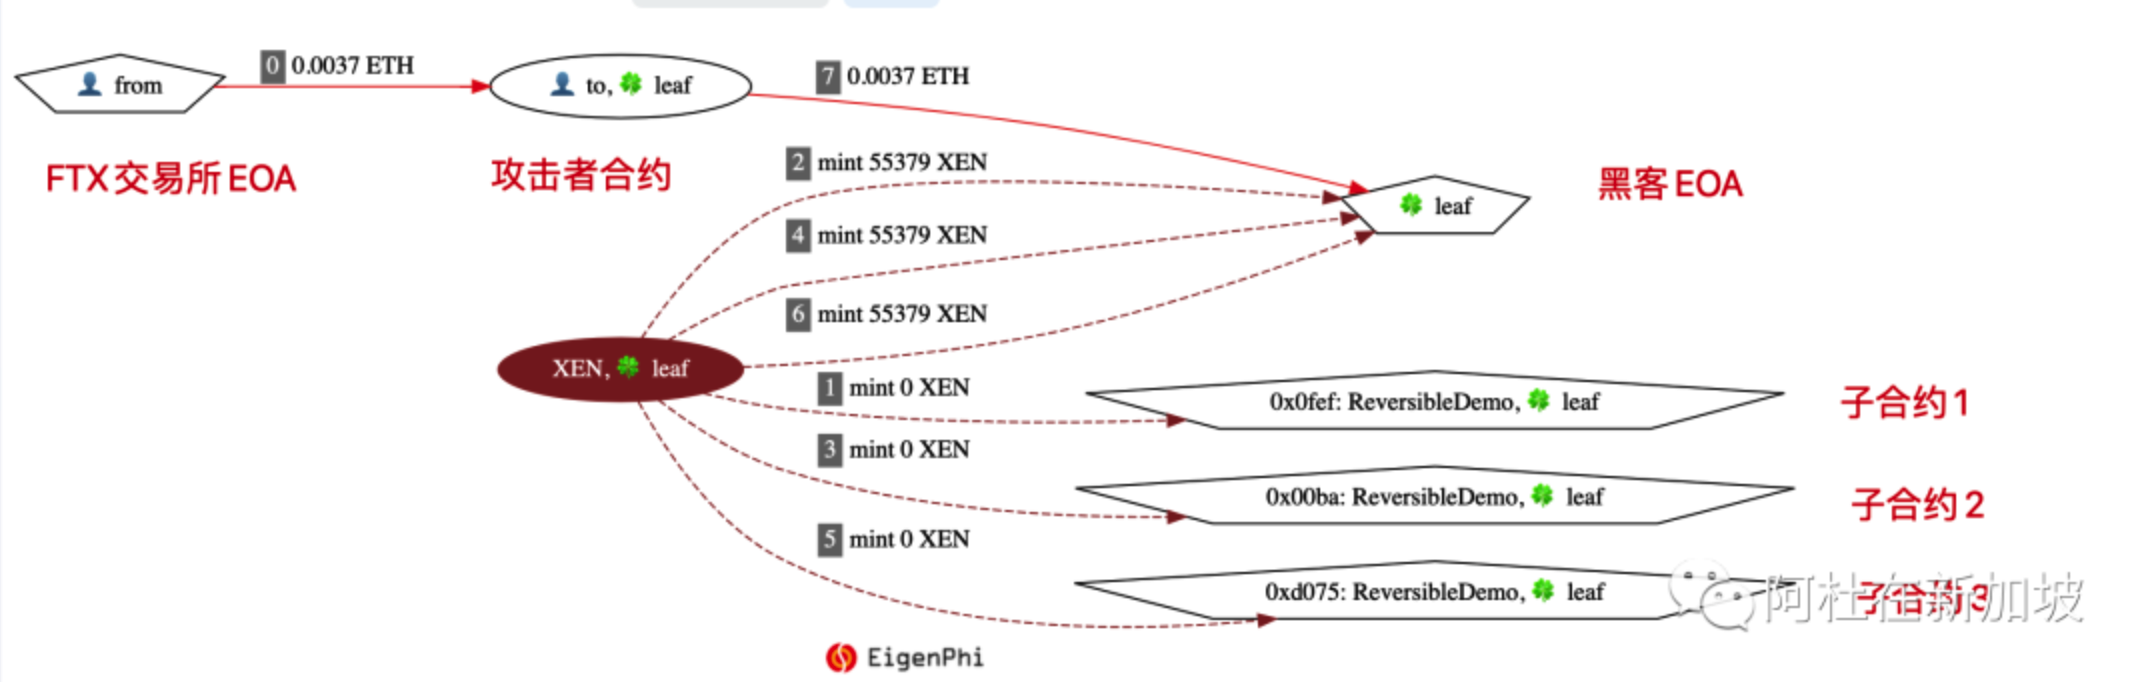 from
0 0.0037 ETH
to, leaf
7 0.0037 ETH
FTX交易所EOA
攻击者合约
2 mint 55379 XEN
黑客EOA
leaf
4 mint 55379 XEN
6 mint 55379 XEN
XEN, leaf
1 mint 0 XEN
0x0fef: ReversibleDemo, leaf
子合约1
3 mint 0 XEN
0x00ba: ReversibleDemo, leaf
子合约2
5 mint 0 XEN
0xd075: ReversibleDemo, leaf
子合约3
阿杜在新加坡
EigenPhi